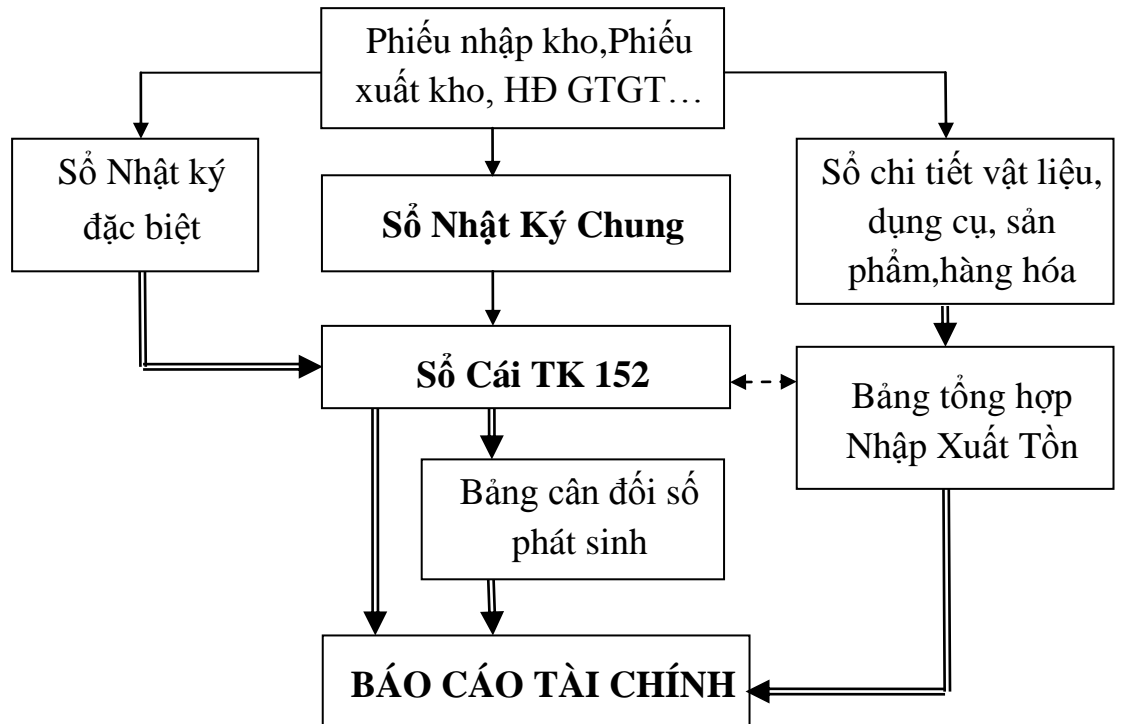 Phiếu nhập kho,Phiếu
xuất kho, HĐ GTGT…
Sổ Nhật ký
đặc biệt
Sổ Nhật Ký Chung
Sổ chi tiết vật liệu,
dụng cụ, sản
phẩm,hàng hóa
Sổ Cái TK 152
Bảng tổng hợp
Nhập Xuất Tồn
Bảng cân đối số
phát sinh
BÁO CÁO TÀI CHÍNH